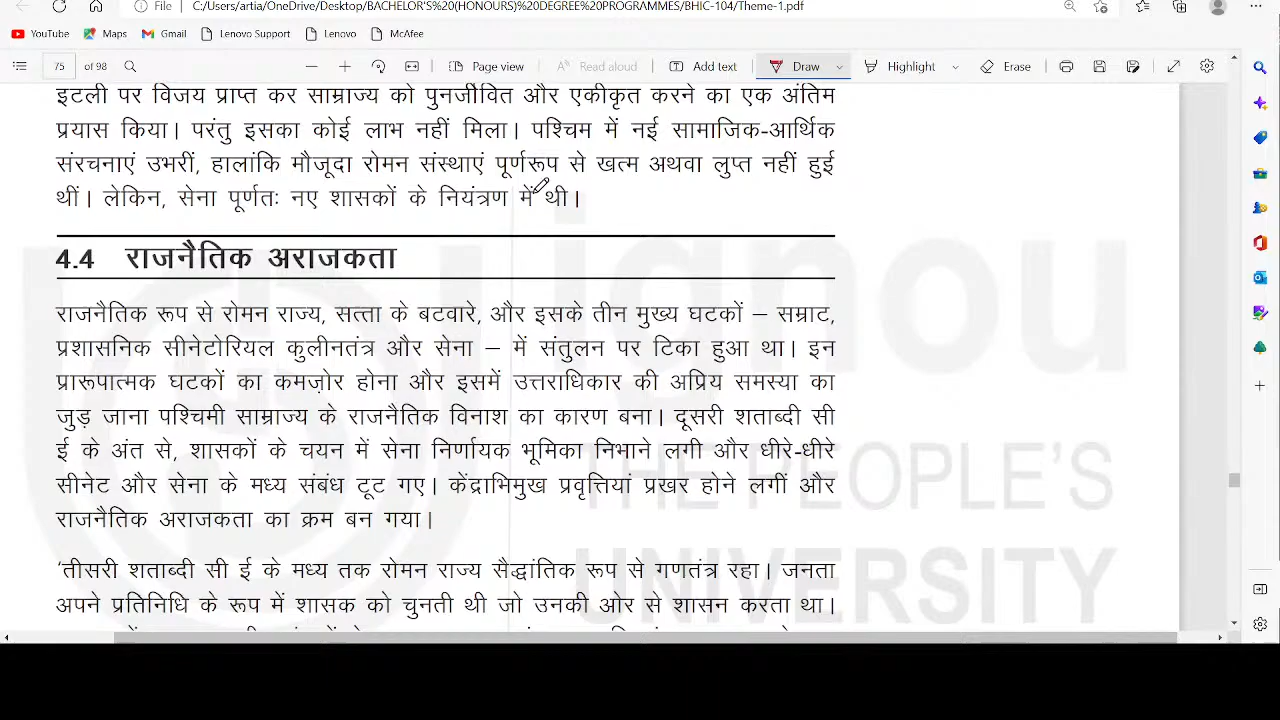 File
C:/Users/artia/OneDrive/Desktop/BACHELOR'S%20(HONOURS)%20DEGREE%20PROGRAMMES/BHIC-104/Theme-1.pdf
YouTube Maps Gmail Lenovo Support Lenovo McAfee
75 of 98 Page view Read aloud Add text Draw Highlight Erase
इटली पर विजय प्राप्त कर साम्राज्य को पुनर्जीवित और एकीकृत करने का एक अंतिम
प्रयास किया। परंतु इसका कोई लाभ नहीं मिला। पश्चिम में नई सामाजिक-आर्थिक
संरचनाएं उभरीं, हालांकि मौजूदा रोमन संस्थाएं पूर्णरूप से खत्म अथवा लुप्त नहीं हुई
थीं। लेकिन, सेना पूर्णतः नए शासकों के नियंत्रण में थी।
4.4 राजनैतिक अराजकता
राजनैतिक रूप से रोमन राज्य, सत्ता के बटवारे, और इसके तीन मुख्य घटकों – सम्राट,
प्रशासनिक सीनेटोरियल कुलीनतंत्र और सेना – में संतुलन पर टिका हुआ था। इन
प्रारूपात्मक घटकों का कमज़ोर होना और इसमें उत्तराधिकार की अप्रिय समस्या का
जुड़ जाना पश्चिमी साम्राज्य के राजनैतिक विनाश का कारण बना। दूसरी शताब्दी सी
ई के अंत से, शासकों के चयन में सेना निर्णायक भूमिका निभाने लगी और धीरे-धीरे
सीनेट और सेना के मध्य संबंध टूट गए। केंद्राभिमुख प्रवृत्तियां प्रखर होने लगीं और
राजनैतिक अराजकता का क्रम बन गया।
'तीसरी शताब्दी सी ई के मध्य तक रोमन राज्य सैद्धांतिक रूप से गणतंत्र रहा। जनता
अपने प्रतिनिधि के रूप में शासक को चुनती थी जो उनकी ओर से शासन करता था।
ignou
THE PEOPLE'S
UNIVERSITY